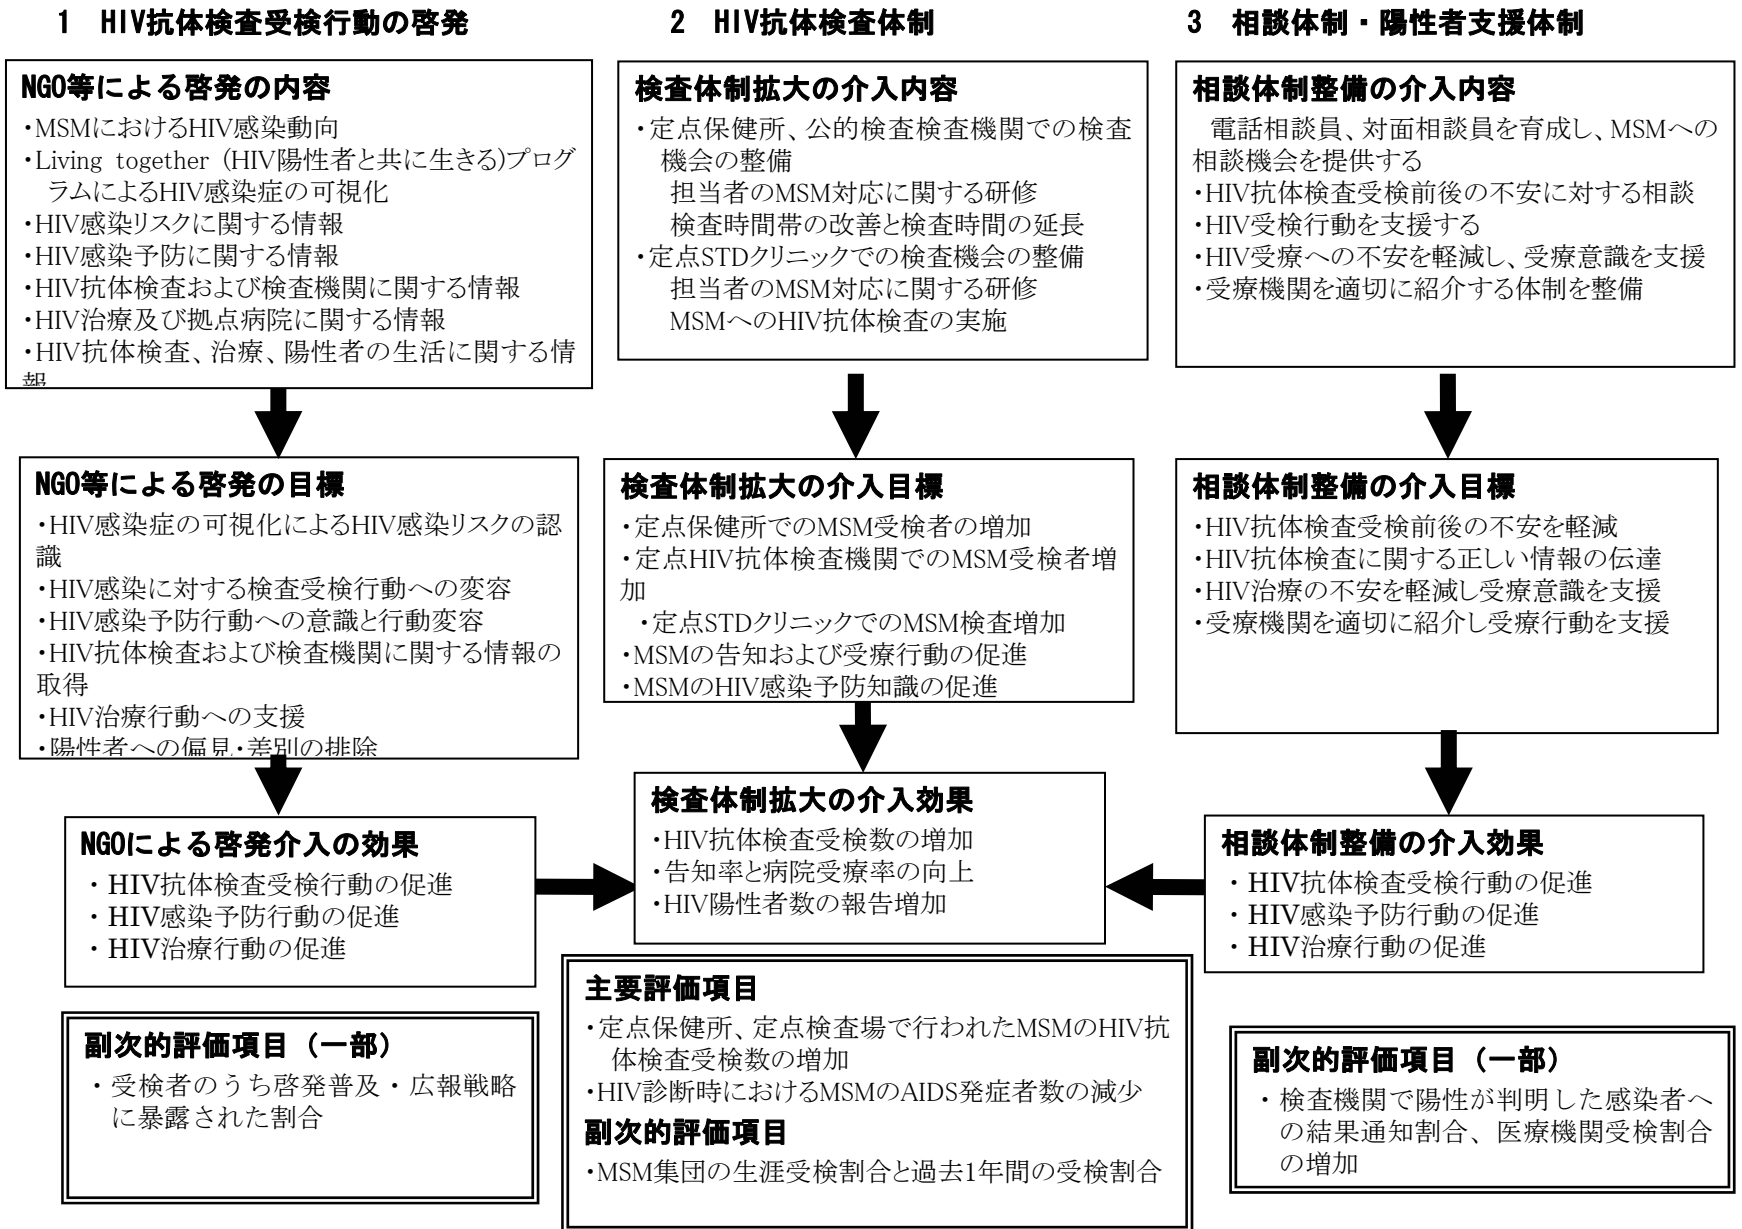 1　HIV抗体検査受検行動の啓発
NGO等による啓発の内容
・MSMにおけるHIV感染動向
・Living together (HIV陽性者と共に生きる)プログ
ラムによるHIV感染症の可視化
・HIV感染リスクに関する情報
・HIV感染予防に関する情報
・HIV抗体検査および検査機関に関する情報
・HIV治療及び拠点病院に関する情報
・HIV抗体検査、治療、陽性者の生活に関する情
報
NGO等による啓発の目標
・HIV感染症の可視化によるHIV感染リスクの認
識
・HIV感染に対する検査受検行動への変容
・HIV感染予防行動への意識と行動変容
・HIV抗体検査および検査機関に関する情報の
取得
・HIV治療行動への支援
・陽性者への偏見・差別の排除
NGOによる啓発介入の効果
・HIV抗体検査受検行動の促進
・HIV感染予防行動の促進
・HIV治療行動の促進
副次的評価項目（一部）
・受検者のうち啓発普及・広報戦略
に暴露された割合
2　HIV抗体検査体制
検査体制拡大の介入内容
・定点保健所、公的検査検査機関での検査
機会の整備
担当者のMSM対応に関する研修
検査時間帯の改善と検査時間の延長
・定点STDクリニックでの検査機会の整備
担当者のMSM対応に関する研修
MSMへのHIV抗体検査の実施
検査体制拡大の介入目標
・定点保健所でのMSM受検者の増加
・定点HIV抗体検査機関でのMSM受検者増
加
・定点STDクリニックでのMSM検査増加
・MSMの告知および受療行動の促進
・MSMのHIV感染予防知識の促進
検査体制拡大の介入効果
・HIV抗体検査受検数の増加
・告知率と病院受療率の向上
・HIV陽性者数の報告増加
主要評価項目
・定点保健所、定点検査場で行われたMSMのHIV抗
体検査受検数の増加
・HIV診断時におけるMSMのAIDS発症者数の減少
副次的評価項目
・MSM集団の生涯受検割合と過去1年間の受検割合
3　相談体制・陽性者支援体制
相談体制整備の介入内容
電話相談員、対面相談員を育成し、MSMへの
相談機会を提供する
・HIV抗体検査受検前後の不安に対する相談
・HIV受検行動を支援する
・HIV受療への不安を軽減し、受療意識を支援
・受療機関を適切に紹介する体制を整備
相談体制整備の介入目標
・HIV抗体検査受検前後の不安を軽減
・HIV抗体検査に関する正しい情報の伝達
・HIV治療の不安を軽減し受療意識を支援
・受療機関を適切に紹介し受療行動を支援
相談体制整備の介入効果
・HIV抗体検査受検行動の促進
・HIV感染予防行動の促進
・HIV治療行動の促進
副次的評価項目（一部）
・検査機関で陽性が判明した感染者へ
の結果通知割合、医療機関受検割合
の増加